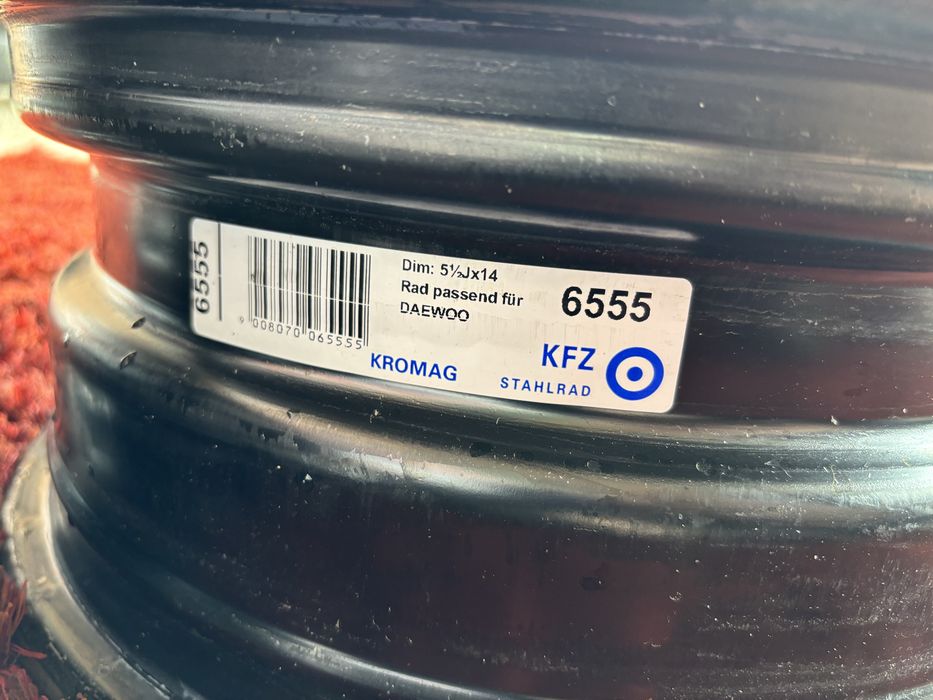 6555
9 008070 065555
Dim: 5½Jx14
Rad passend für
DAEWOO
6555
KROMAG
KFZ
STAHLRAD